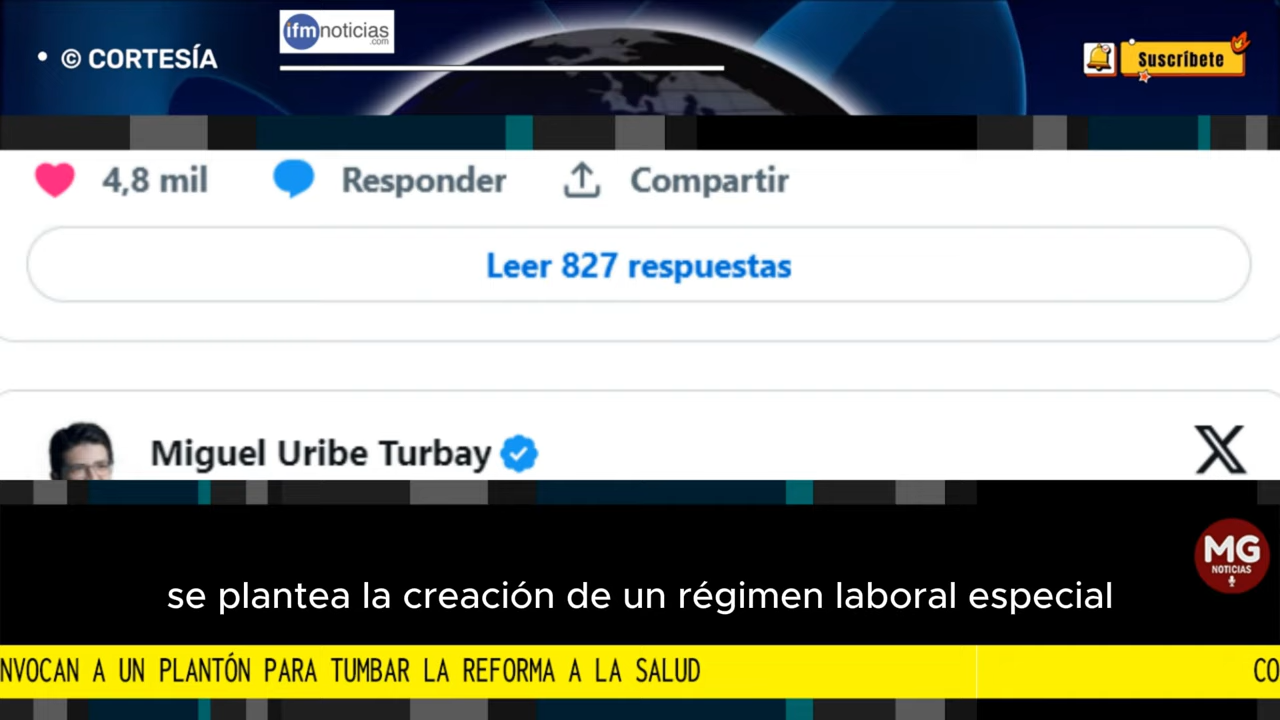 • © CORTESÍA
ifmnoticias
.com
Suscríbete
4,8 mil
Responder
Compartir
Leer 827 respuestas
Miguel Uribe Turbay
X
MG
NOTICIAS
se plantea la creación de un régimen laboral especial
NVOCAN A UN PLANTÓN PARA TUMBAR LA REFORMA A LA SALUD
CO